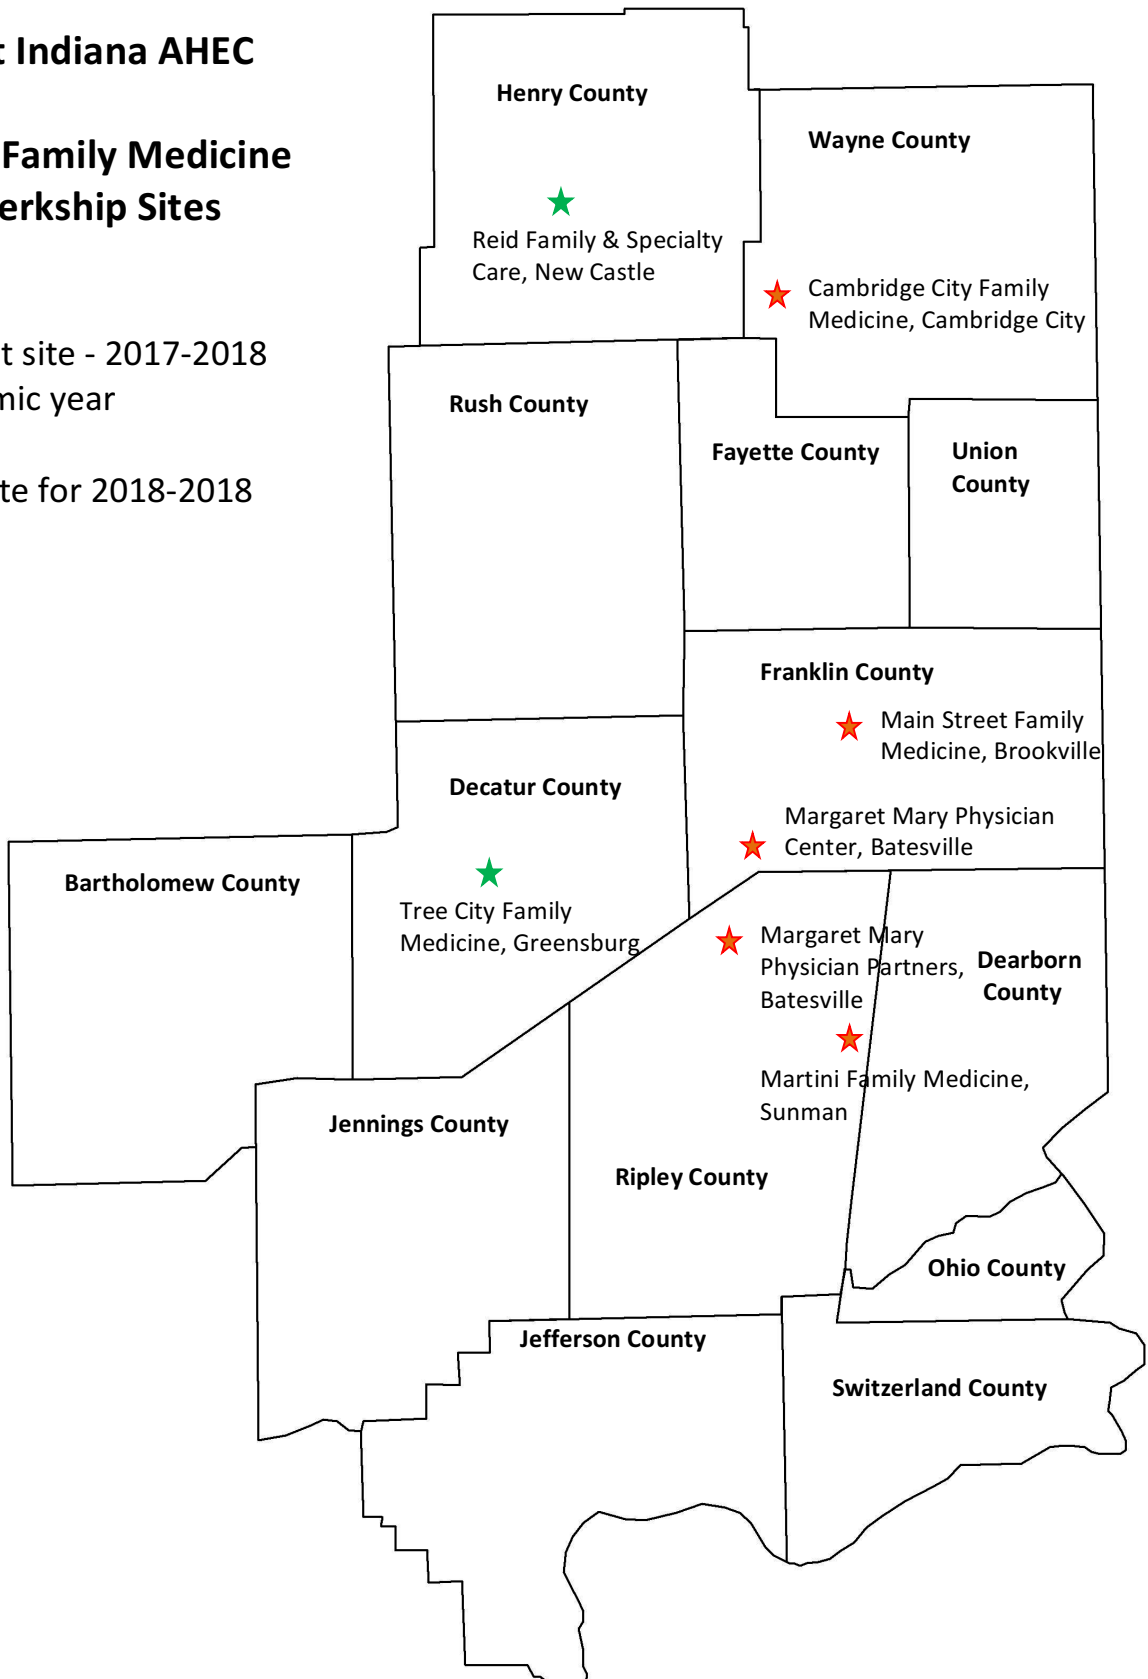 t Indiana AHEC
Family Medicine
erkship Sites
t site - 2017-2018
mic year
te for 2018-2018
Henry County
Reid Family & Specialty
Care, New Castle
Wayne County
Cambridge City Family
Medicine, Cambridge City
Rush County
Fayette County
Union
County
Franklin County
Main Street Family
Medicine, Brookville
Margaret Mary Physician
Center, Batesville
Decatur County
Tree City Family
Medicine, Greensburg
Bartholomew County
Margaret Mary
Physician Partners,
Batesville
Dearborn
County
Martini Family Medicine,
Sunman
Jennings County
Ripley County
Ohio County
Jefferson County
Switzerland County